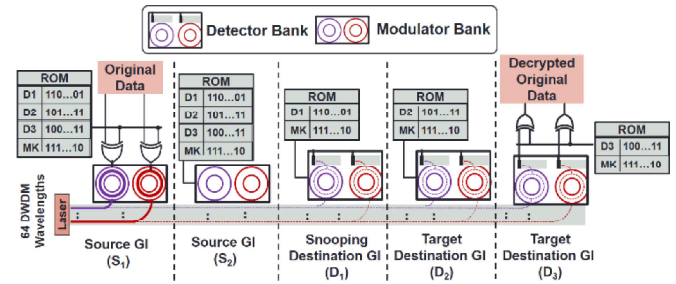 Detector Bank
Modulator Bank
ROM
D1 110...01
D2 101...11
D3 100...11
MK 111...10
Original
Data
ROM
D1 110...01
D2 101...11
D3 100...11
MK 111...10
ROM
D1 110...01
MK 111...10
ROM
D2 101...11
MK 111...10
Decrypted
Original
Data
ROM
D3 100...11
MK 111...10
64 DWDM
Wavelengths
Laser
Source GI
(S₁)
Source GI
(S₂)
Snooping
Destination GI
(D₁)
Target
Destination GI
(D₂)
Target
Destination GI
(D₃)